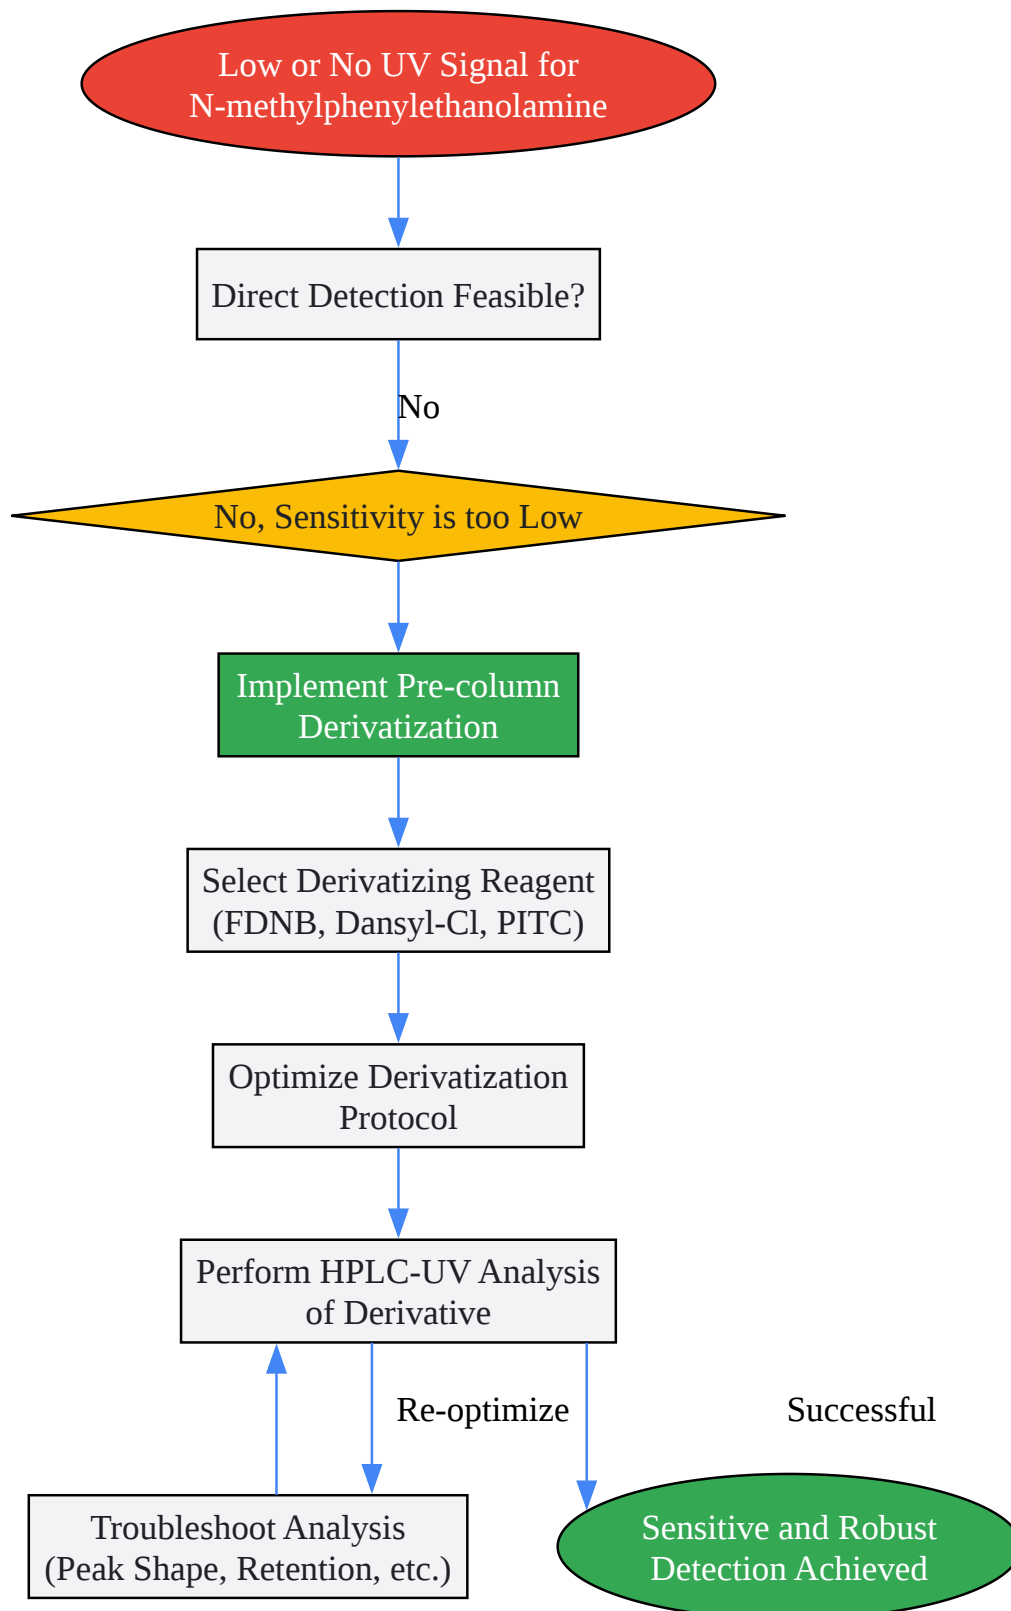 Low or No UV Signal for
N-methylphenylethanolamine
Direct Detection Feasible?
No
No, Sensitivity is too Low
Implement Pre-column
Derivatization
Select Derivatizing Reagent
(FDNB, Dansyl-Cl, PITC)
Optimize Derivatization
Protocol
Perform HPLC-UV Analysis
of Derivative
Re-optimize
Successful
Troubleshoot Analysis
(Peak Shape, Retention, etc.)
Sensitive and Robust
Detection Achieved